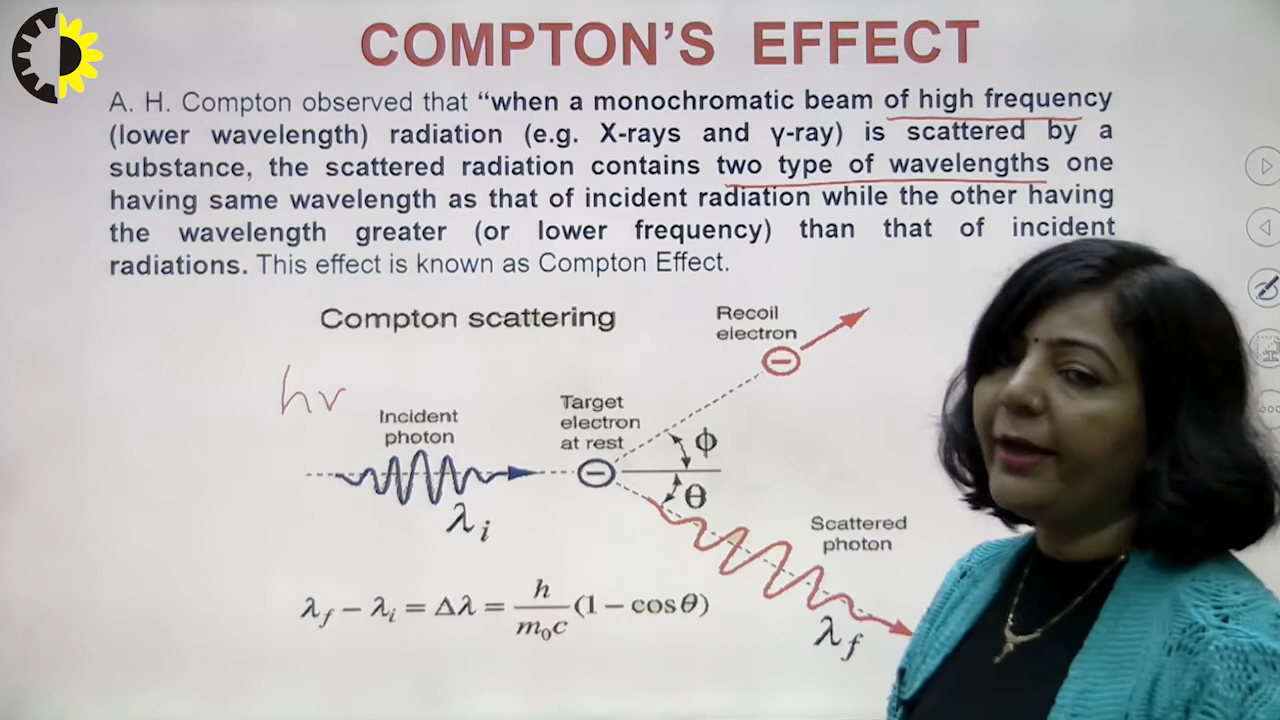 COMPTON'S EFFECT
A. H. Compton observed that “when a monochromatic beam of high frequency
(lower wavelength) radiation (e.g. X-rays and γ-ray) is scattered by a
substance, the scattered radiation contains two type of wavelengths one
having same wavelength as that of incident radiation while the other having
the wavelength greater (or lower frequency) than that of incident
radiations. This effect is known as Compton Effect.
Compton scattering
Recoil
electron
hν
Incident
photon
Target
electron
at rest
ϕ
θ
λi
Scattered
photon
λf − λi = Δλ = h/m₀c (1 − cosθ)
λf